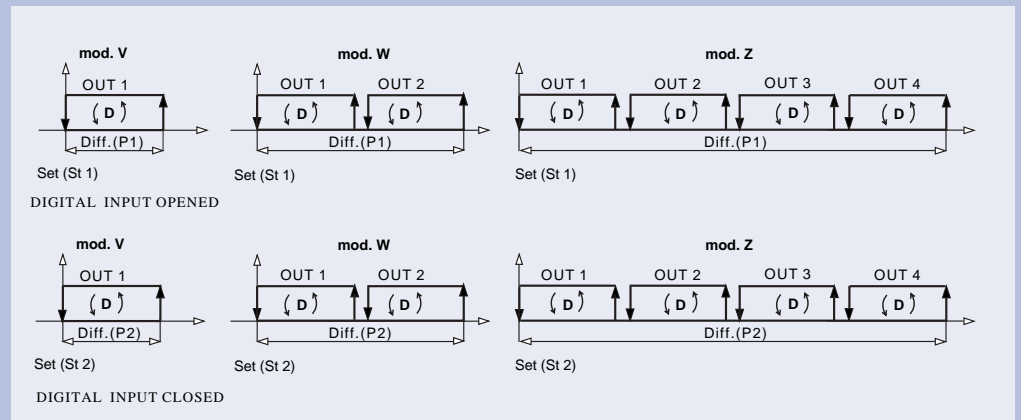 mod. V mod. W mod. Z
OUT 1 OUT 1 OUT 2 OUT 1 OUT 2 OUT 3 OUT 4
D D D D D D D
Diff.(P1) Diff.(P1) Diff.(P1)
Set (St 1) Set (St 1) Set (St 1)
DIGITAL INPUT OPENED
mod. V mod. W mod. Z
OUT 1 OUT 1 OUT 2 OUT 1 OUT 2 OUT 3 OUT 4
D D D D D D D
Diff.(P2) Diff.(P2) Diff.(P2)
Set (St 2) Set (St 2) Set (St 2)
DIGITAL INPUT CLOSED